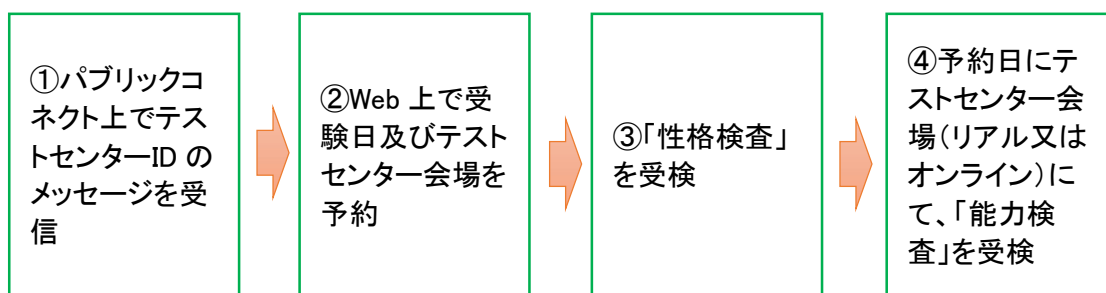 ①パブリックコ
ネクト上でテス
トセンターID の
メッセージを受
信
②Web 上で受
験日及びテスト
センター会場を
予約
③「性格検査」
を受検
④予約日にテ
ストセンター会
場（リアル又は
オンライン）に
て、「能力検
査」を受検